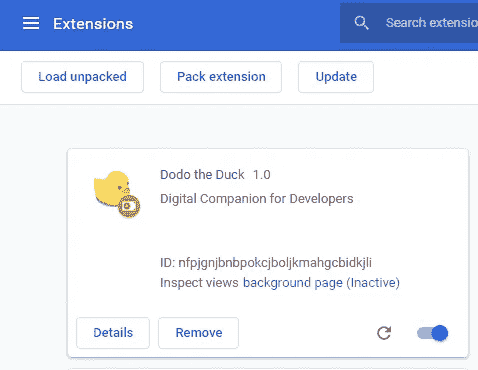 Extensions
Search extensio
Load unpacked
Pack extension
Update
Dodo the Duck 1.0
Digital Companion for Developers
ID: nfpjgnjbnbpokcjboljkmahgcbidkjli
Inspect views background page (Inactive)
Details
Remove